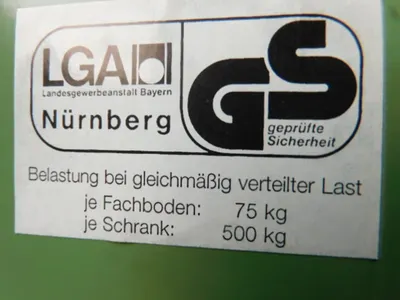 LGA
Landesgewerbeanstalt Bayern
Nürnberg
GS
geprüfte
Sicherheit
Belastung bei gleichmäßig verteilter Last
je Fachboden: 75 kg
je Schrank: 500 kg